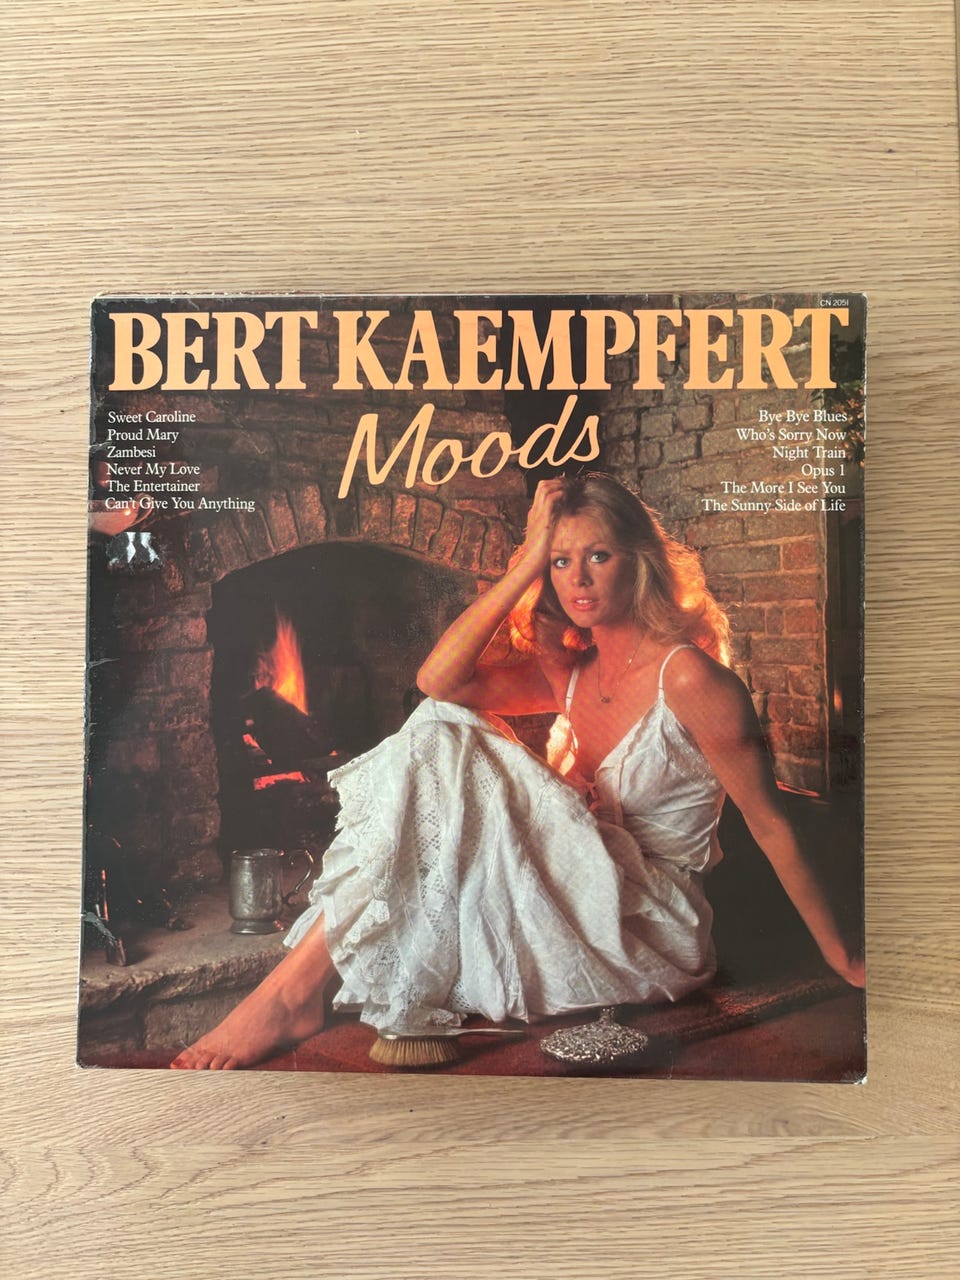 CN 2051
BERT KAEMPFERT
Moods
Sweet Caroline
Proud Mary
Zambesi
Never My Love
The Entertainer
Can't Give You Anything
Bye Bye Blues
Who's Sorry Now
Night Train
Opus 1
The More I See You
The Sunny Side of Life